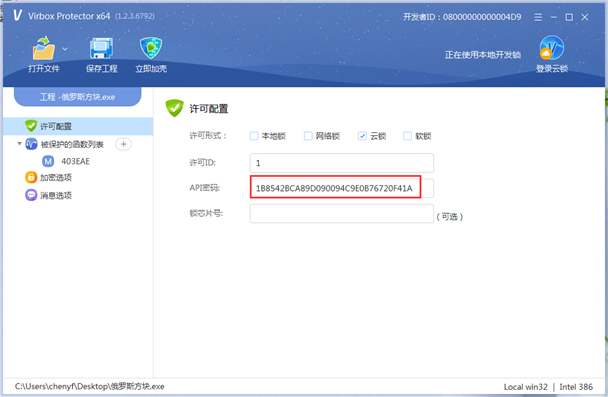 Virbox Protector x64 (1.2.3.6792)
开发者ID：08000000000004D9
打开文件 保存工程 立即加壳
正在使用本地开发锁
登录云锁
工程 -俄罗斯方块.exe
许可配置
被保护的函数列表
M 403EAE
加密选项
消息选项
许可配置
许可形式： 本地锁 网络锁 云锁 软锁
许可ID: 1
API密码: 1B8542BCA89D090094C9E0B76720F41A
锁芯片号: (可选)
C:\Users\chenyf\Desktop\俄罗斯方块.exe
Local win32 | Intel 386